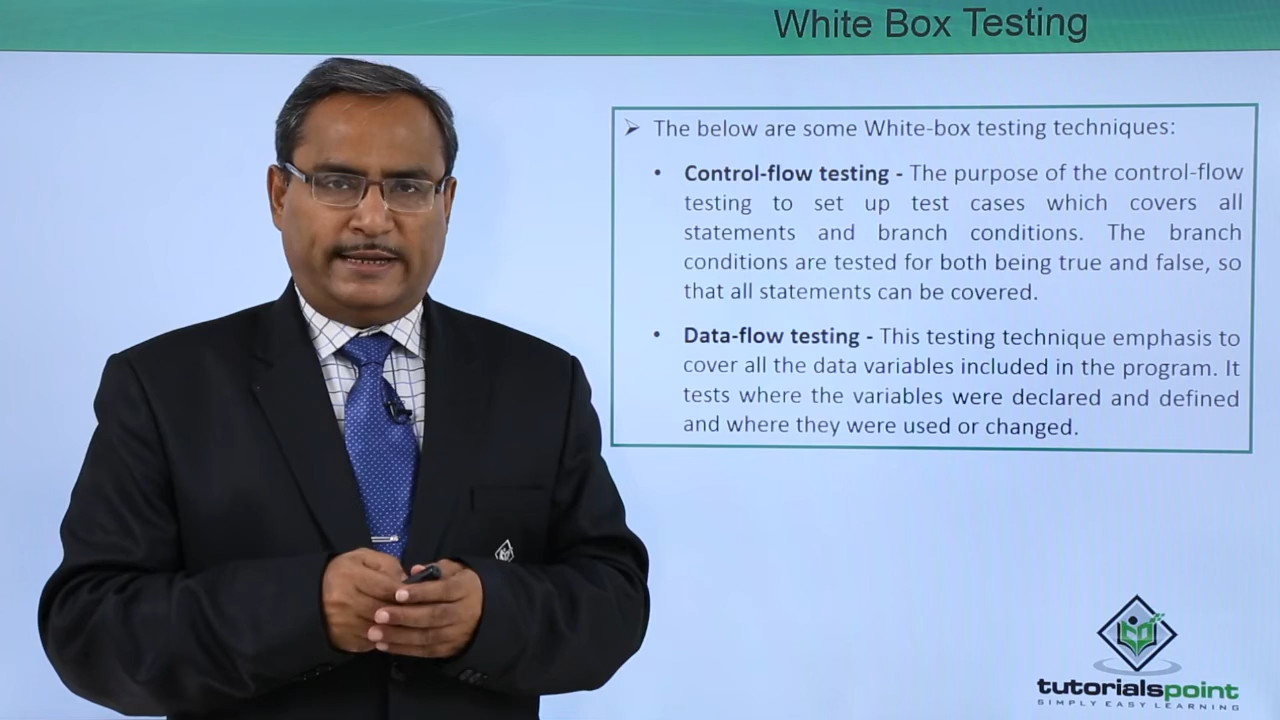 White Box Testing
➢ The below are some White-box testing techniques:
• Control-flow testing - The purpose of the control-flow
testing to set up test cases which covers all
statements and branch conditions. The branch
conditions are tested for both being true and false, so
that all statements can be covered.
• Data-flow testing - This testing technique emphasis to
cover all the data variables included in the program. It
tests where the variables were declared and defined
and where they were used or changed.
tutorialspoint
SIMPLY EASY LEARNING